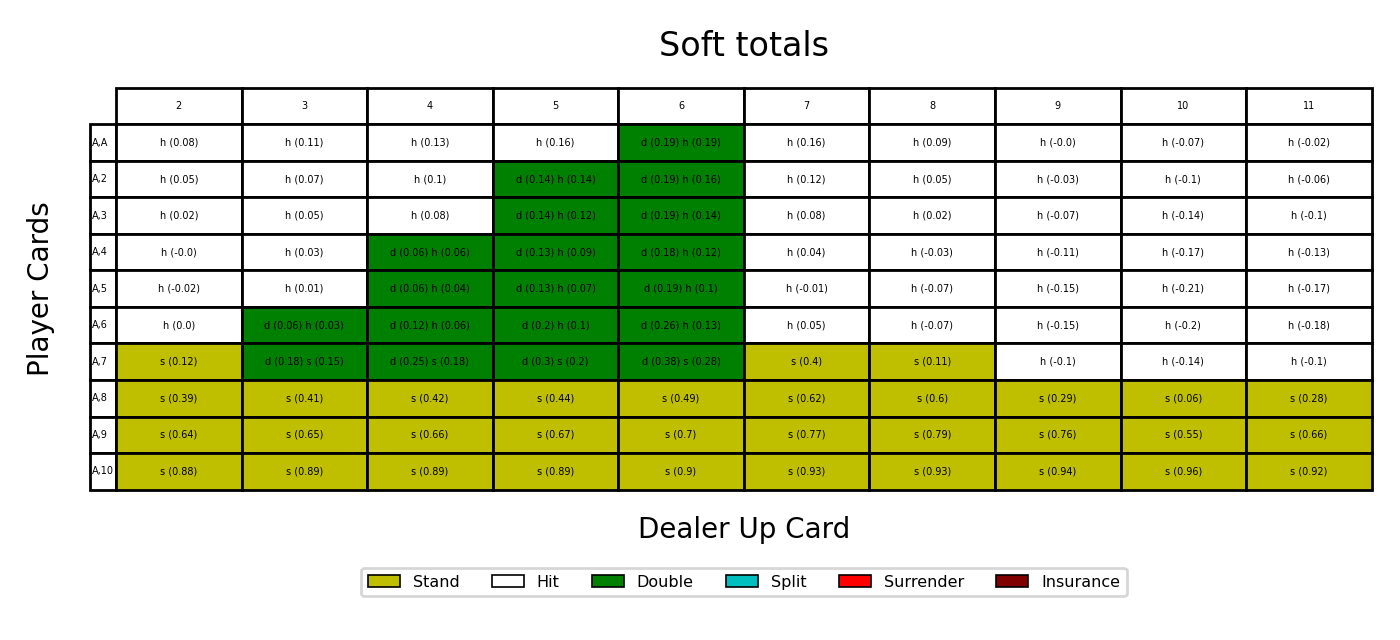 Soft totals
2 3 4 5 6 7 8 9 10 11
A,A h (0.08) h (0.11) h (0.13) h (0.16) d (0.19) h (0.19) h (0.16) h (0.09) h (-0.0) h (-0.07) h (-0.02)
A,2 h (0.05) h (0.07) h (0.1) d (0.14) h (0.14) d (0.19) h (0.16) h (0.12) h (0.05) h (-0.03) h (-0.1) h (-0.06)
A,3 h (0.02) h (0.05) h (0.08) d (0.14) h (0.12) d (0.19) h (0.14) h (0.08) h (0.02) h (-0.07) h (-0.14) h (-0.1)
A,4 h (-0.0) h (0.03) d (0.06) h (0.06) d (0.13) h (0.09) d (0.18) h (0.12) h (0.04) h (-0.03) h (-0.11) h (-0.17) h (-0.13)
A,5 h (-0.02) h (0.01) d (0.06) h (0.04) d (0.13) h (0.07) d (0.19) h (0.1) h (-0.01) h (-0.07) h (-0.15) h (-0.21) h (-0.17)
A,6 h (0.0) d (0.06) h (0.03) d (0.12) h (0.06) d (0.2) h (0.1) d (0.26) h (0.13) h (0.05) h (-0.07) h (-0.15) h (-0.2) h (-0.18)
A,7 s (0.12) d (0.18) s (0.15) d (0.25) s (0.18) d (0.3) s (0.2) d (0.38) s (0.28) s (0.4) s (0.11) h (-0.1) h (-0.14) h (-0.1)
A,8 s (0.39) s (0.41) s (0.42) s (0.44) s (0.49) s (0.62) s (0.6) s (0.29) s (0.06) s (0.28)
A,9 s (0.64) s (0.65) s (0.66) s (0.67) s (0.7) s (0.77) s (0.79) s (0.76) s (0.55) s (0.66)
A,10 s (0.88) s (0.89) s (0.89) s (0.89) s (0.9) s (0.93) s (0.93) s (0.94) s (0.96) s (0.92)
Player Cards
Dealer Up Card
Stand Hit Double Split Surrender Insurance